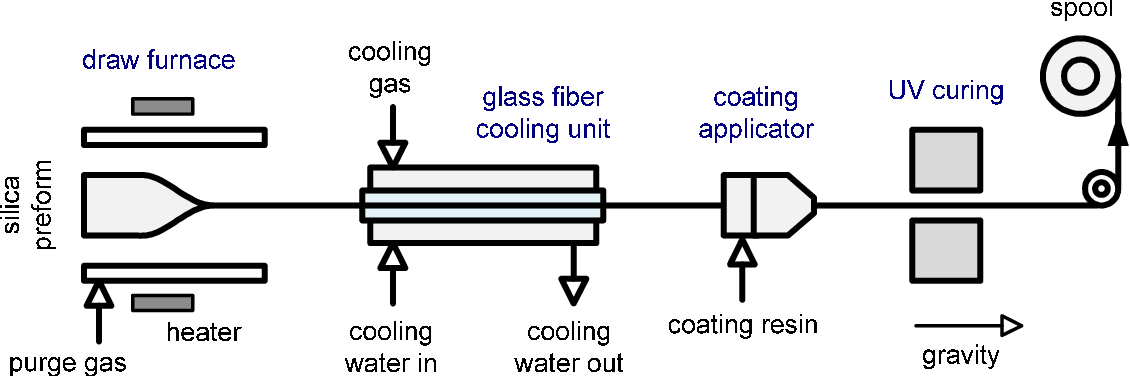 spool
draw furnace
cooling
gas
glass fiber
cooling unit
coating
applicator
UV curing
silica
preform
purge gas
heater
cooling
water in
cooling
water out
coating resin
gravity